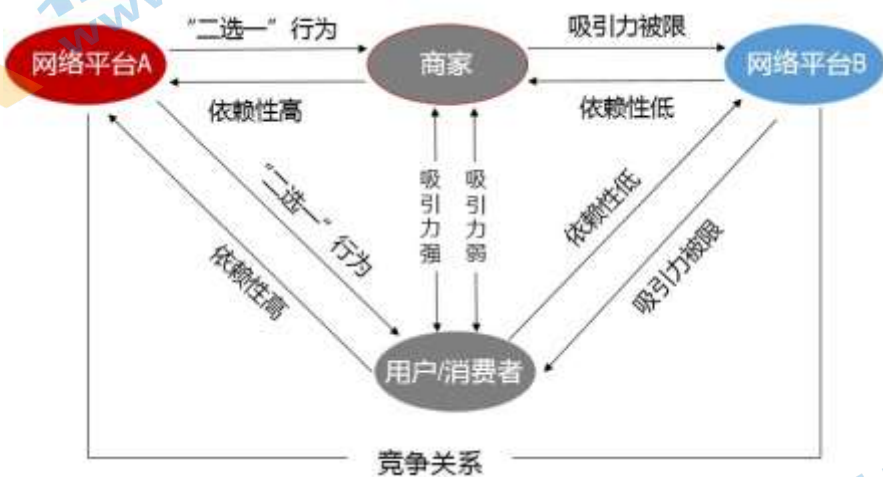 www
“二选一”行为
吸引力被限
网络平台A
商家
网络平台B
依赖性高
依赖性低
“二选一”行为
吸引力强
吸引力弱
依赖性低
依赖性高
吸引力被限
用户/消费者
竞争关系